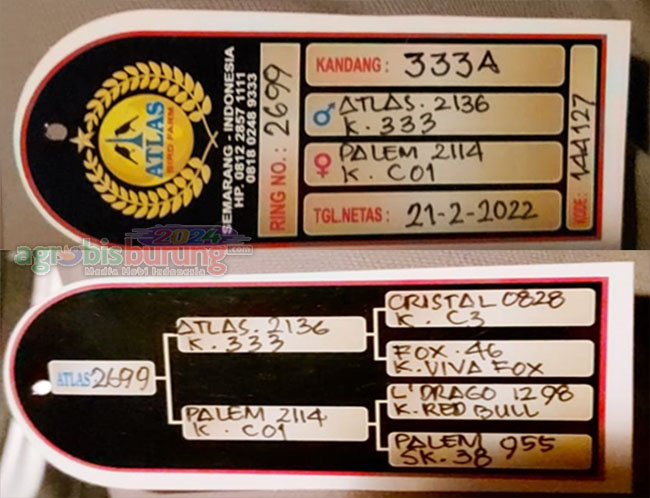 ATLAS
BIRD FARM
SEMARANG - INDONESIA
HP. 0812 2857 1111
0818 0248 9333
RING NO.: 2699
KANDANG : 333A
♂ ATLAS. 2136
K. 333
♀ PALEM 2114
K. C01
TGL.NETAS : 21-2-2022
KODE : 144127
2024
agrobisburung
Media Hobi Indonesia
ATLAS 2699
ATLAS. 2136
K. 333
PALEM 2114
K. C01
CRISTAL 0828
K. C3
FOX. 46
K. VIVA FOX
L'DRAGO 1298
K. RED BULL
PALEM 955
SK. 38